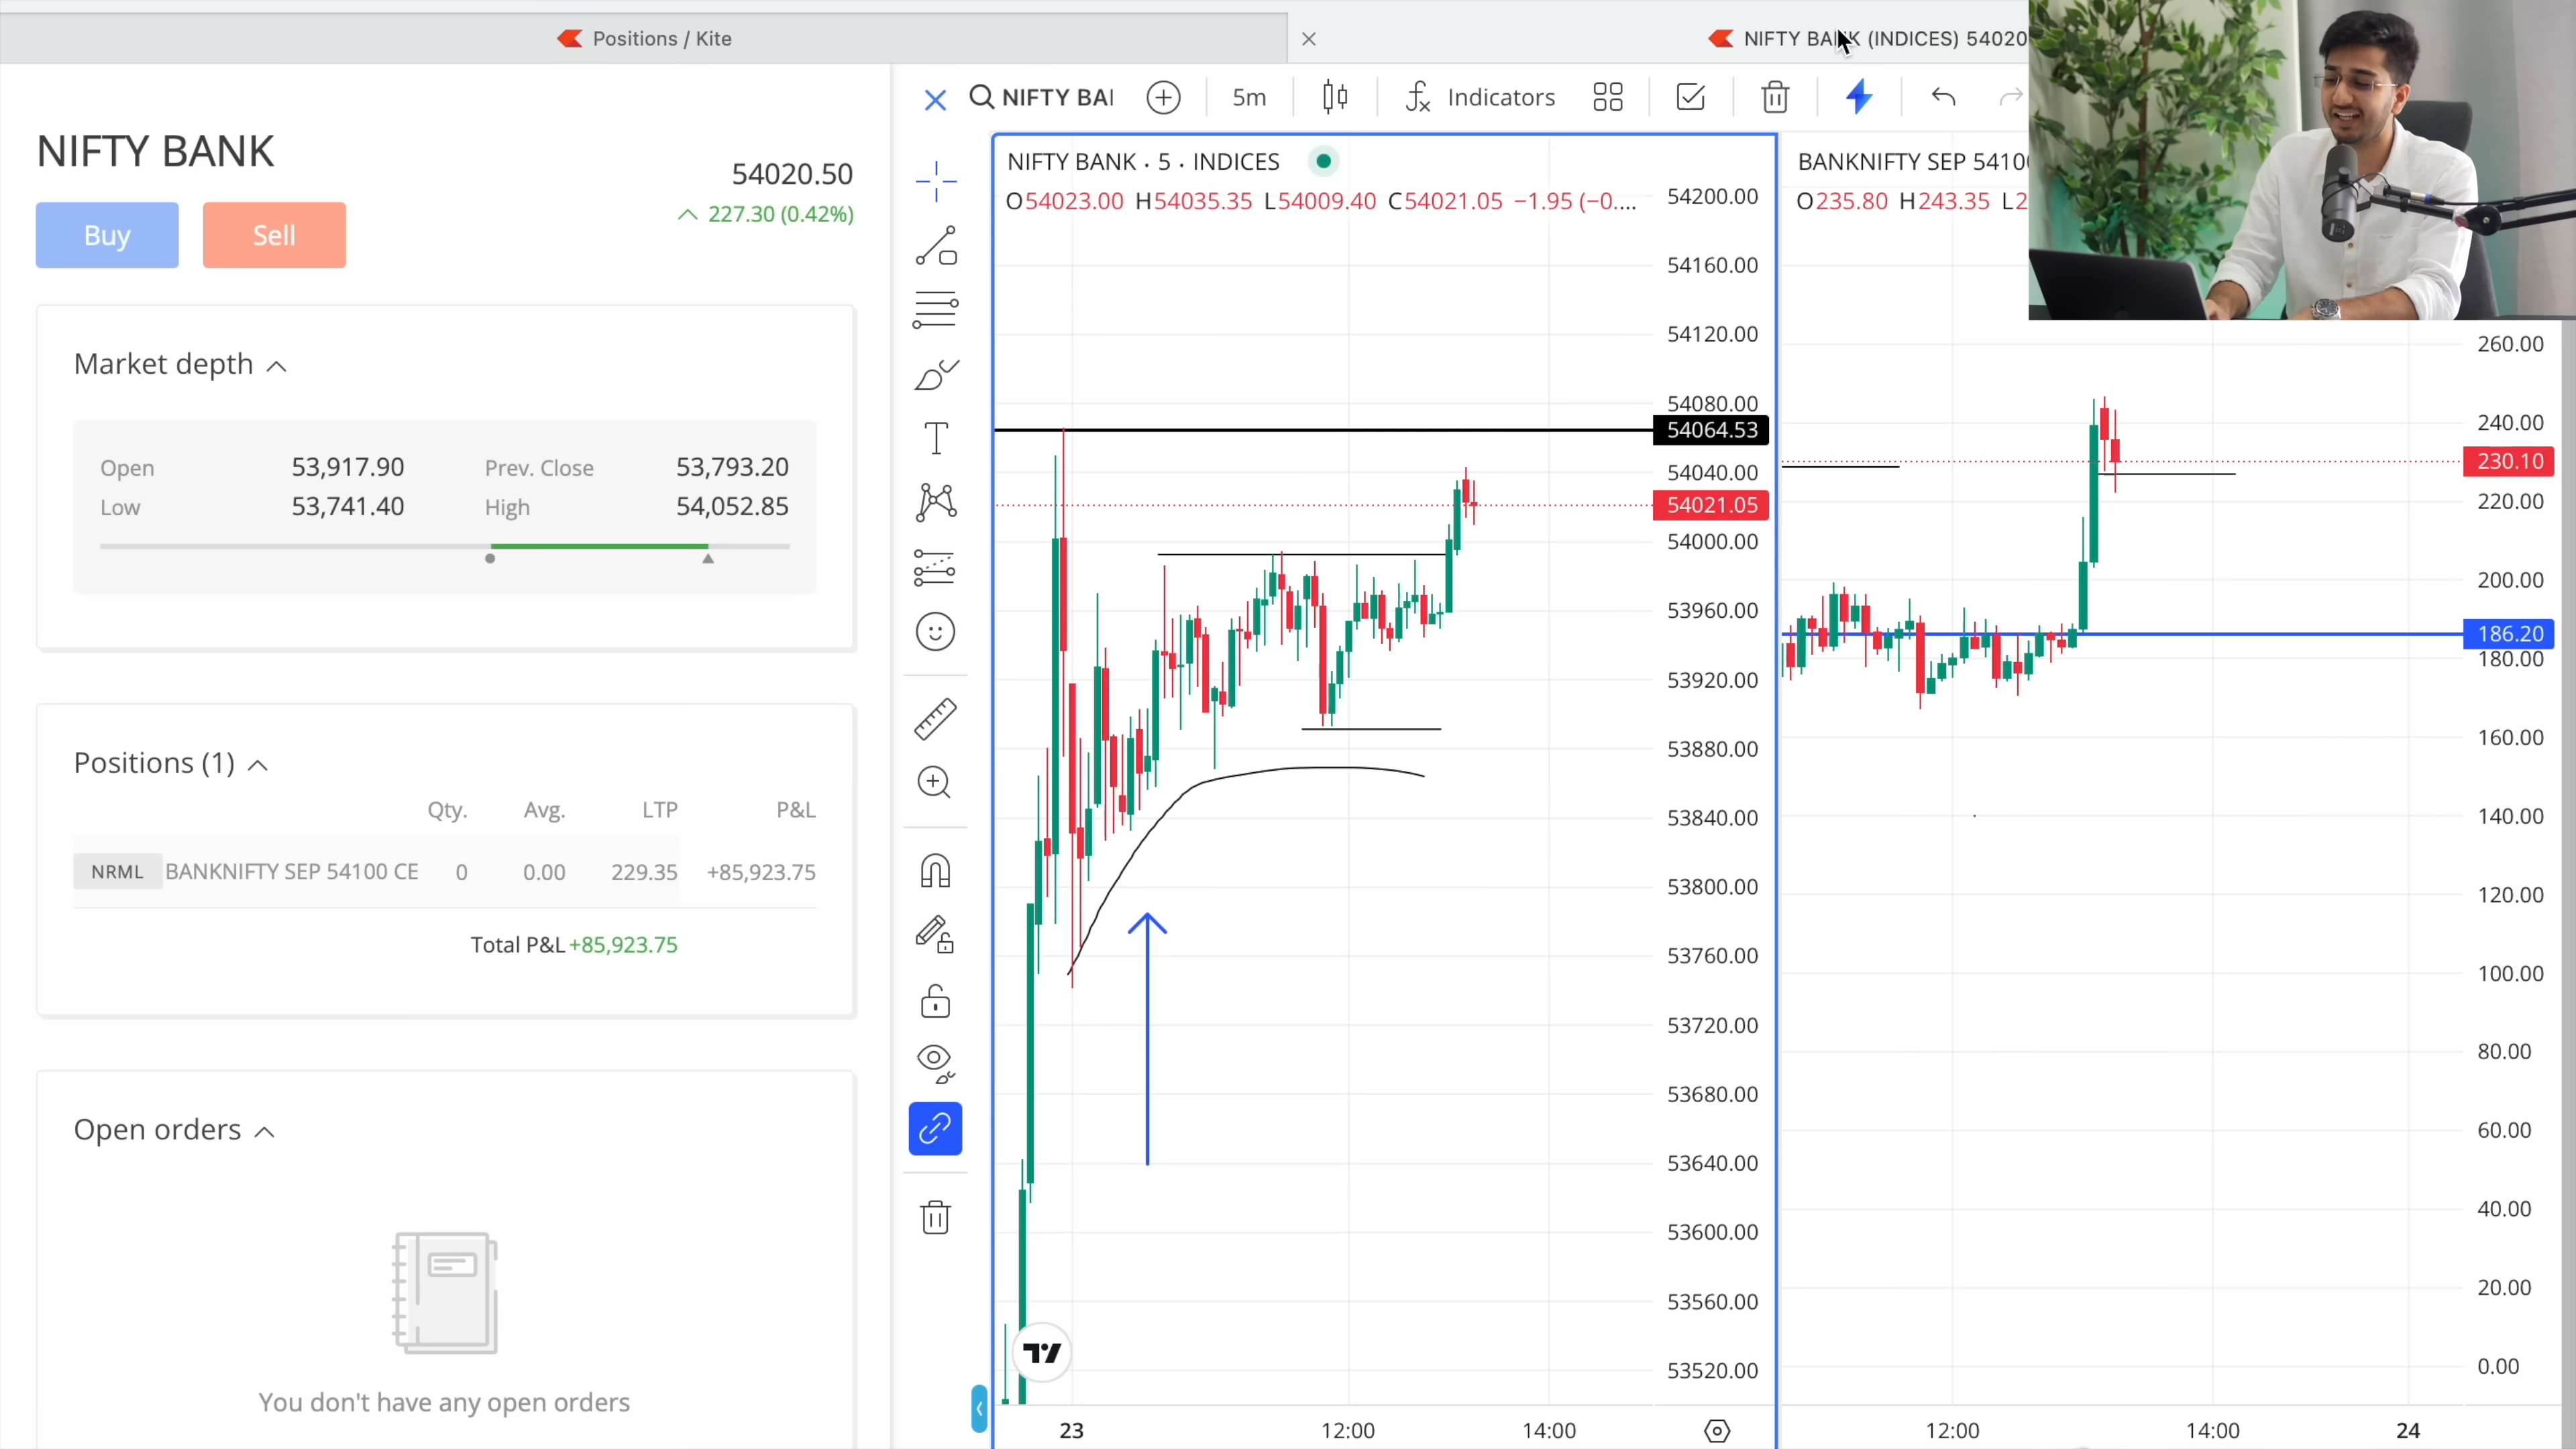 Positions / Kite
NIFTY BANK (INDICES) 54020
NIFTY BANK
54020.50
Buy
Sell
227.30 (0.42%)
Market depth
Open 53,917.90 Prev. Close 53,793.20
Low 53,741.40 High 54,052.85
Positions (1)
Qty. Avg. LTP P&L
NRML BANKNIFTY SEP 54100 CE 0 0.00 229.35 +85,923.75
Total P&L +85,923.75
Open orders
You don't have any open orders
NIFTY BAI
5m
Indicators
NIFTY BANK · 5 · INDICES
O54023.00 H54035.35 L54009.40 C54021.05 −1.95 (−0....
54200.00
54160.00
54120.00
54080.00
54064.53
54040.00
54021.05
54000.00
53960.00
53920.00
53880.00
53840.00
53800.00
53760.00
53720.00
53680.00
53640.00
53600.00
53560.00
53520.00
23 12:00 14:00
BANKNIFTY SEP 5410
O235.80 H243.35 L2
260.00
240.00
230.10
220.00
200.00
186.20
180.00
160.00
140.00
120.00
100.00
80.00
60.00
40.00
20.00
0.00
12:00 14:00 24